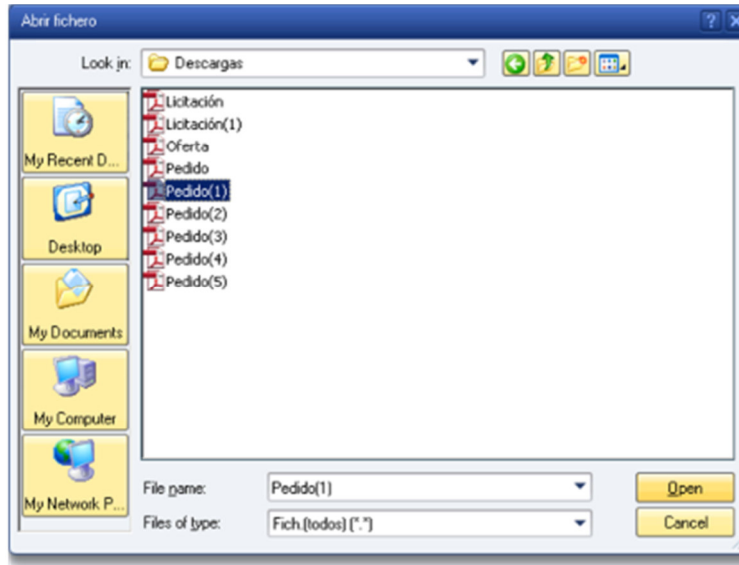 Abrir fichero
Look in: Descargas
Licitación
Licitación(1)
Oferta
Pedido
Pedido(1)
Pedido(2)
Pedido(3)
Pedido(4)
Pedido(5)
My Recent D...
Desktop
My Documents
My Computer
My Network P...
File name: Pedido(1) Open
Files of type: Fich.(todos) (*.*) Cancel